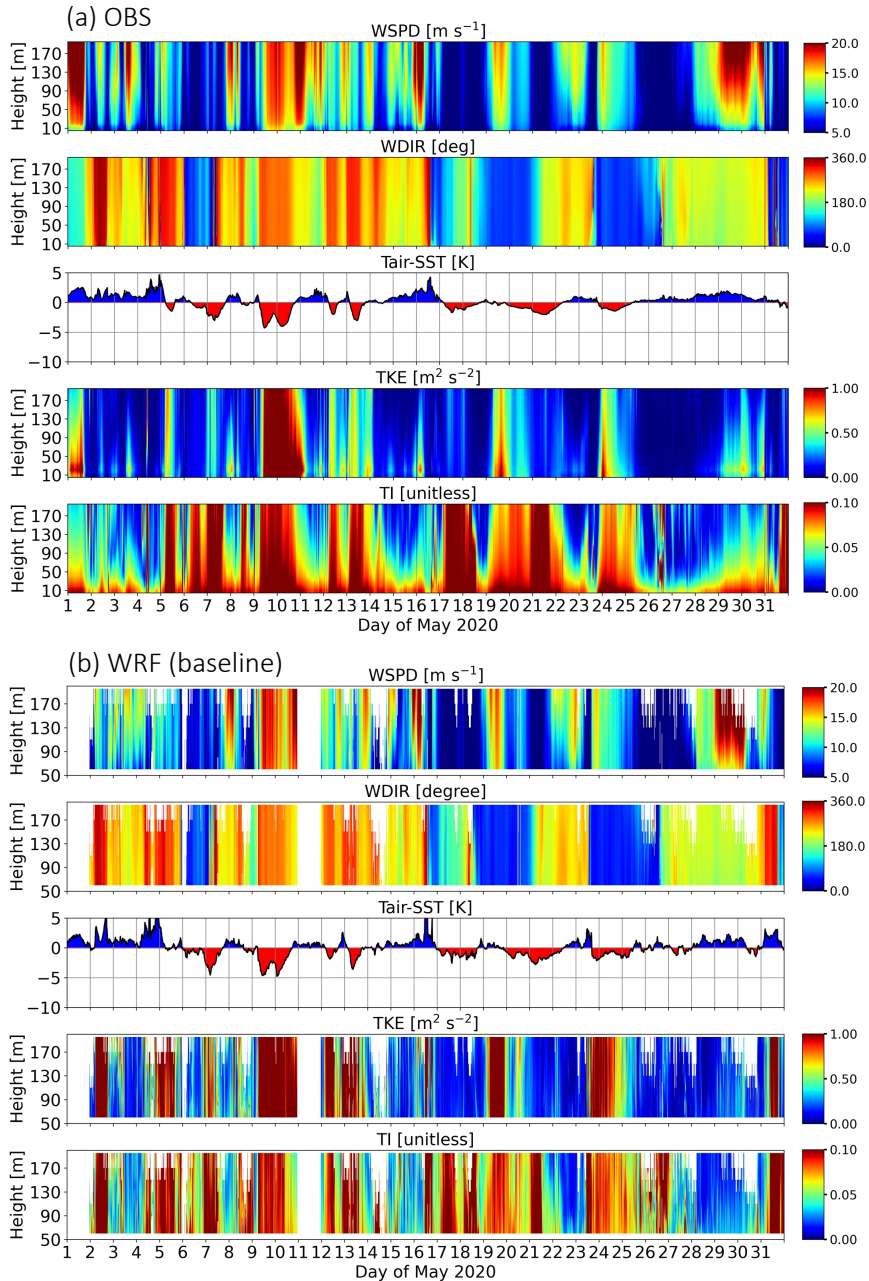 (a) OBS
WSPD [m s⁻¹]
Height [m]
170
130
90
50
10
20.0
15.0
10.0
5.0
WDIR [deg]
Height [m]
170
130
90
50
10
360.0
180.0
0.0
Tair-SST [K]
5
0
−5
−10
TKE [m² s⁻²]
Height [m]
170
130
90
50
10
1.00
0.50
0.00
TI [unitless]
Height [m]
170
130
90
50
10
0.10
0.05
0.00
1 2 3 4 5 6 7 8 9 10 11 12 13 14 15 16 17 18 19 20 21 22 23 24 25 26 27 28 29 30 31
Day of May 2020
(b) WRF (baseline)
WSPD [m s⁻¹]
Height [m]
170
130
90
50
20.0
15.0
10.0
5.0
WDIR [degree]
Height [m]
170
130
90
50
360.0
180.0
0.0
Tair-SST [K]
5
0
−5
−10
TKE [m² s⁻²]
Height [m]
170
130
90
50
1.00
0.50
0.00
TI [unitless]
Height [m]
170
130
90
50
0.10
0.05
0.00
1 2 3 4 5 6 7 8 9 10 11 12 13 14 15 16 17 18 19 20 21 22 23 24 25 26 27 28 29 30 31
Day of May 2020